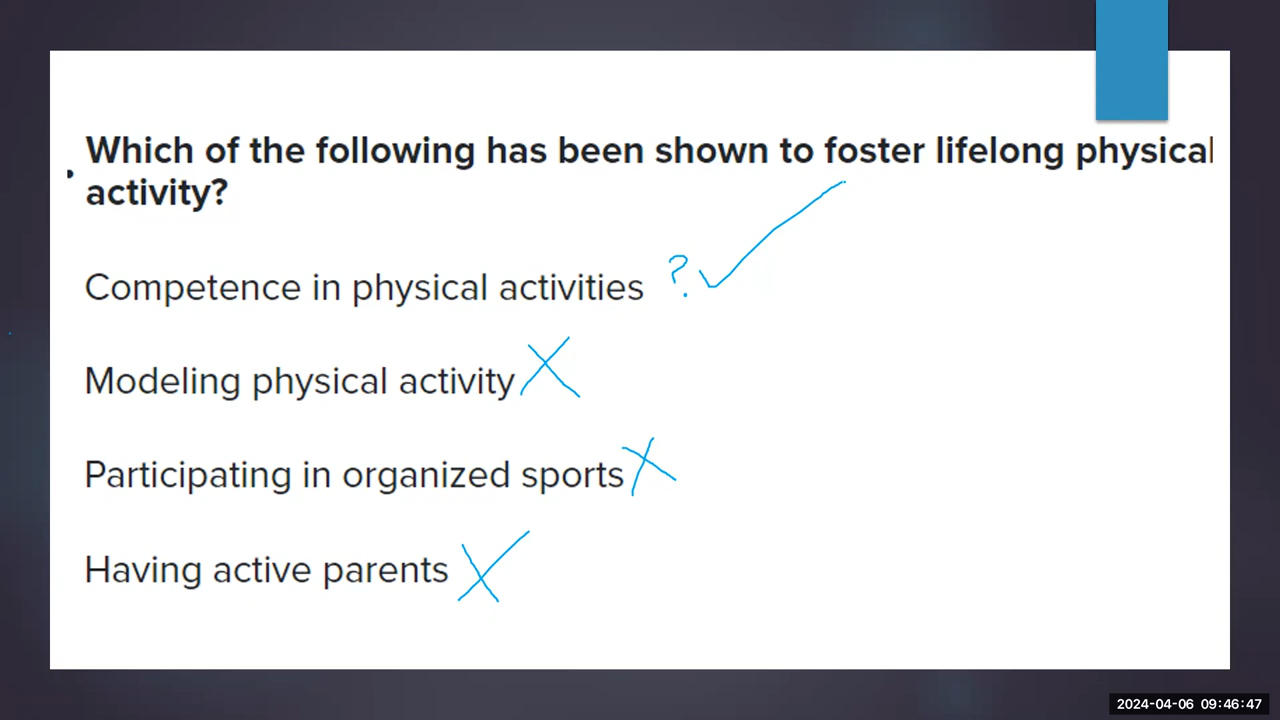 Which of the following has been shown to foster lifelong physical
activity?
Competence in physical activities ?
Modeling physical activity
Participating in organized sports
Having active parents
2024-04-06 09:46:47